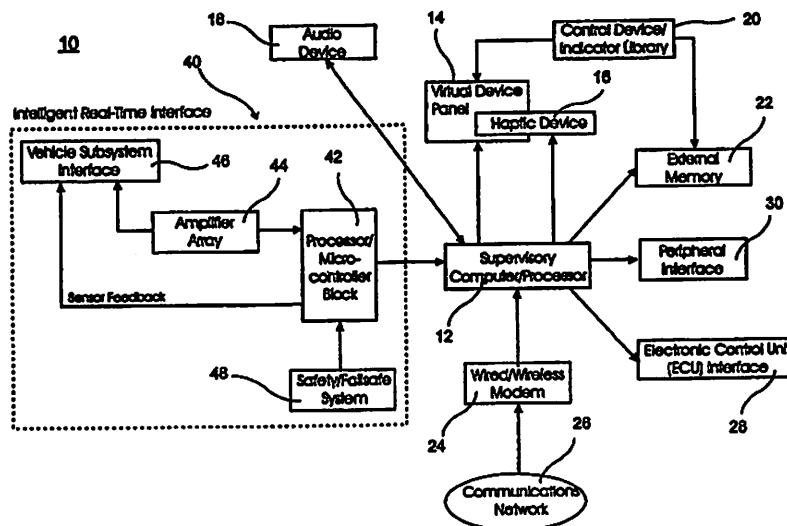 10
18
Audio
Device
40
14
Virtual Device
Panel
16
Haptic Device
20
Control Device/
Indicator Library
22
External
Memory
Intelligent Real-Time Interface
Vehicle Subsystem
Interface
46
44
Amplifier
Array
42
Processor/
Micro-
controller
Block
Sensor Feedback
48
Safety/Failsafe
System
Supervisory
Computer/Processor
12
30
Peripheral
Interface
Electronic Control Unit
(ECU) Interface
28
Wired/Wireless
Modem
24
26
Communications
Network